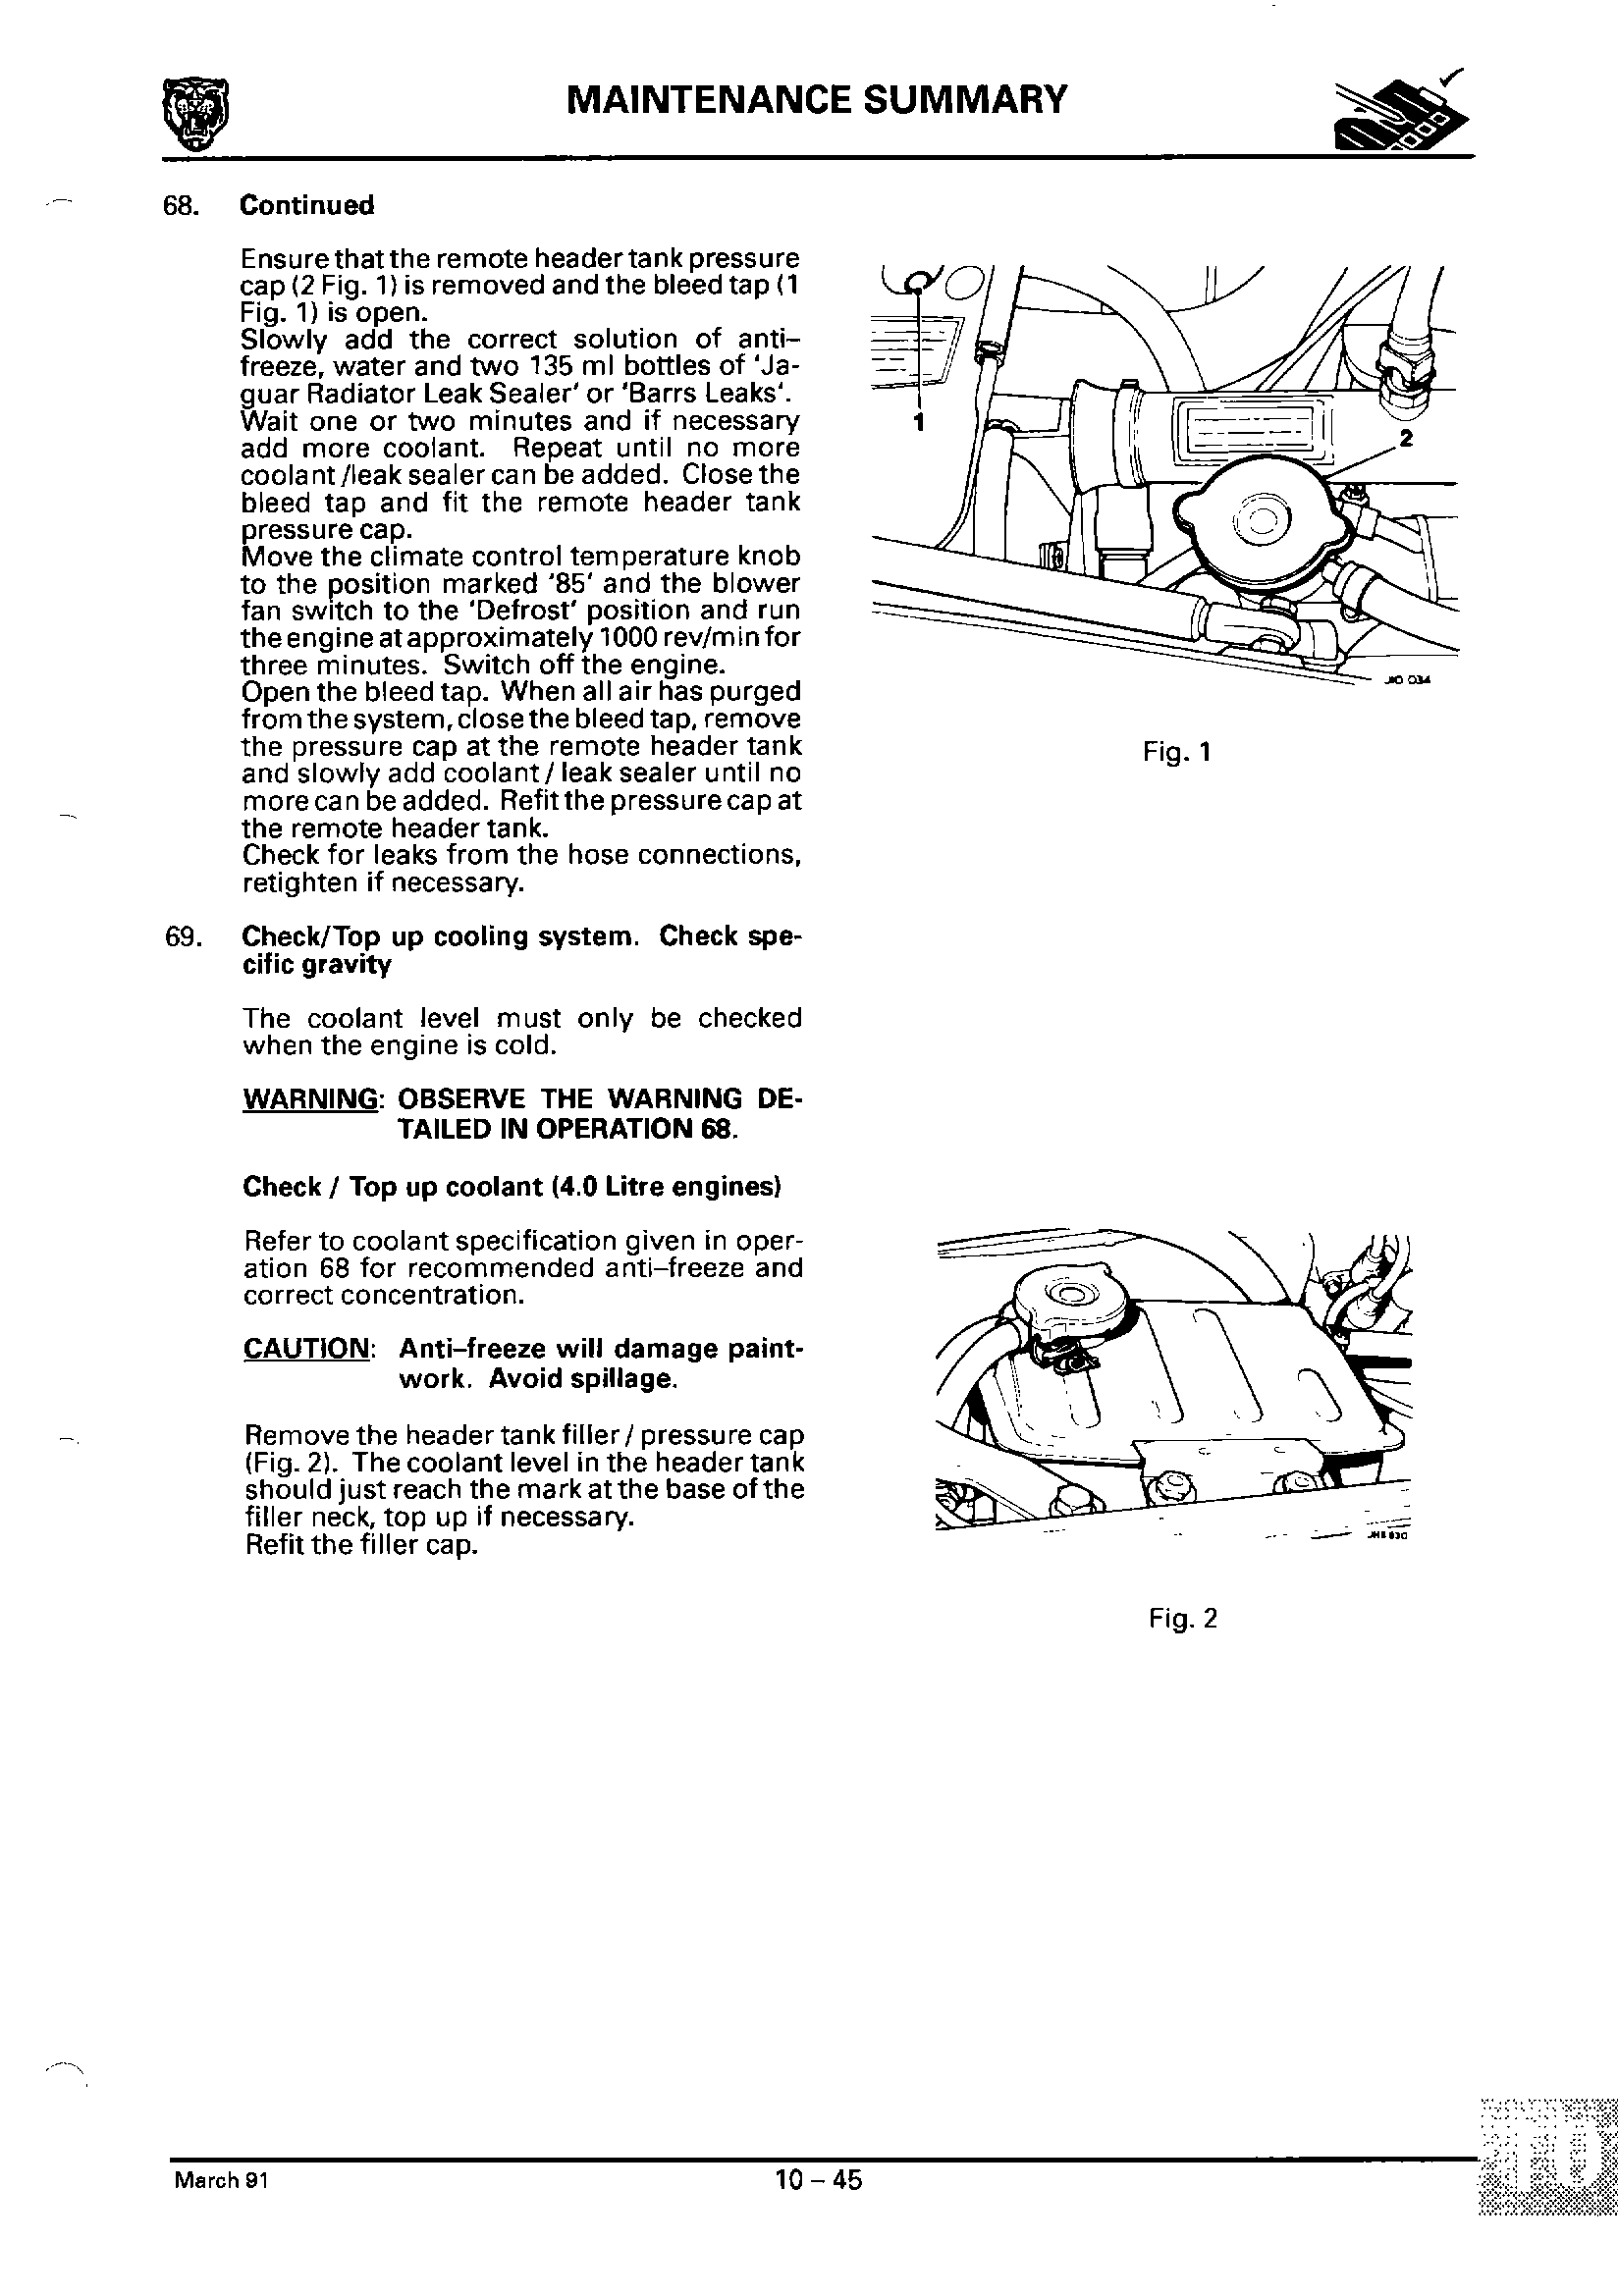 MAINTENANCE SUMMARY
68. Continued
Ensure that the remote header tank pressure
cap (2 Fig. 1) is removed and the bleed tap (1
Fig. 1) is open.
Slowly add the correct solution of anti–
freeze, water and two 135 ml bottles of 'Ja-
guar Radiator Leak Sealer' or 'Barrs Leaks'.
Wait one or two minutes and if necessary
add more coolant. Repeat until no more
coolant /leak sealer can be added. Close the
bleed tap and fit the remote header tank
pressure cap.
Move the climate control temperature knob
to the position marked '85' and the blower
fan switch to the 'Defrost' position and run
the engine at approximately 1000 rev/min for
three minutes. Switch off the engine.
Open the bleed tap. When all air has purged
from the system, close the bleed tap, remove
the pressure cap at the remote header tank
and slowly add coolant / leak sealer until no
more can be added. Refit the pressure cap at
the remote header tank.
Check for leaks from the hose connections,
retighten if necessary.
1
2
J10 034
Fig. 1
69. Check/Top up cooling system. Check spe-
cific gravity
The coolant level must only be checked
when the engine is cold.
WARNING: OBSERVE THE WARNING DE-
TAILED IN OPERATION 68.
Check / Top up coolant (4.0 Litre engines)
Refer to coolant specification given in oper-
ation 68 for recommended anti–freeze and
correct concentration.
CAUTION: Anti–freeze will damage paint-
work. Avoid spillage.
Remove the header tank filler / pressure cap
(Fig. 2). The coolant level in the header tank
should just reach the mark at the base of the
filler neck, top up if necessary.
Refit the filler cap.
Fig. 2
March 91
10 – 45
10